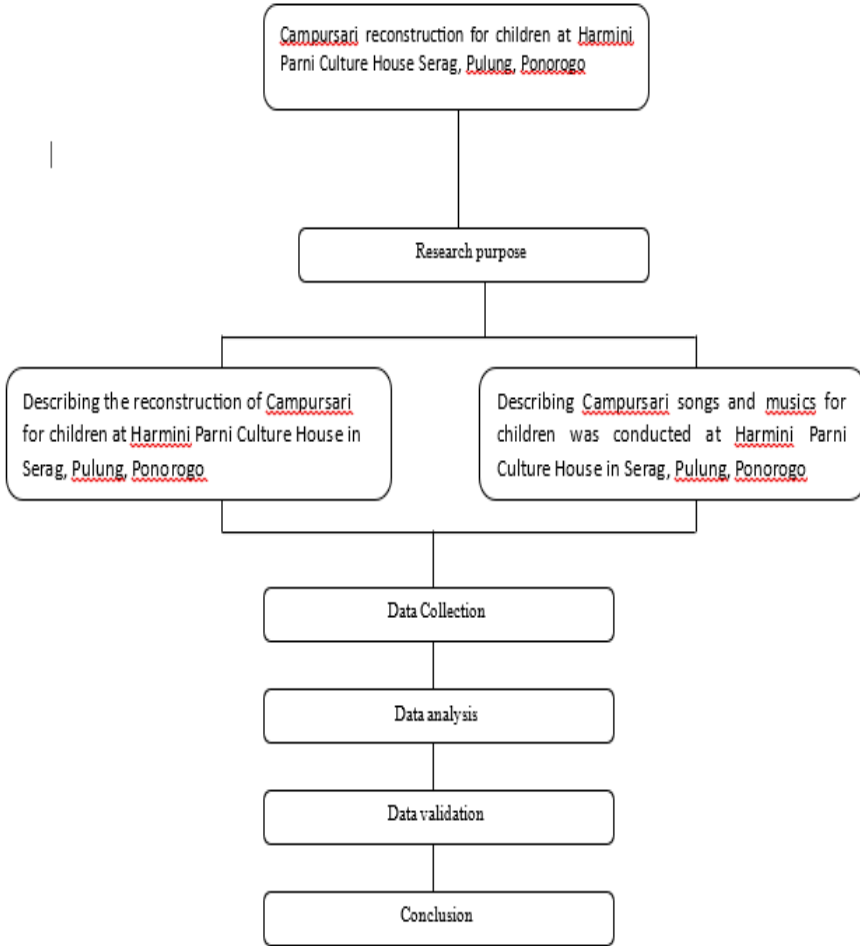 Campursari reconstruction for children at Harmini
Parni Culture House Serag, Pulung, Ponorogo
Research purpose
Describing the reconstruction of Campursari
for children at Harmini Parni Culture House in
Serag, Pulung, Ponorogo
Describing Campursari songs and musics for
children was conducted at Harmini Parni
Culture House in Serag, Pulung, Ponorogo
Data Collection
Data analysis
Data validation
Conclusion